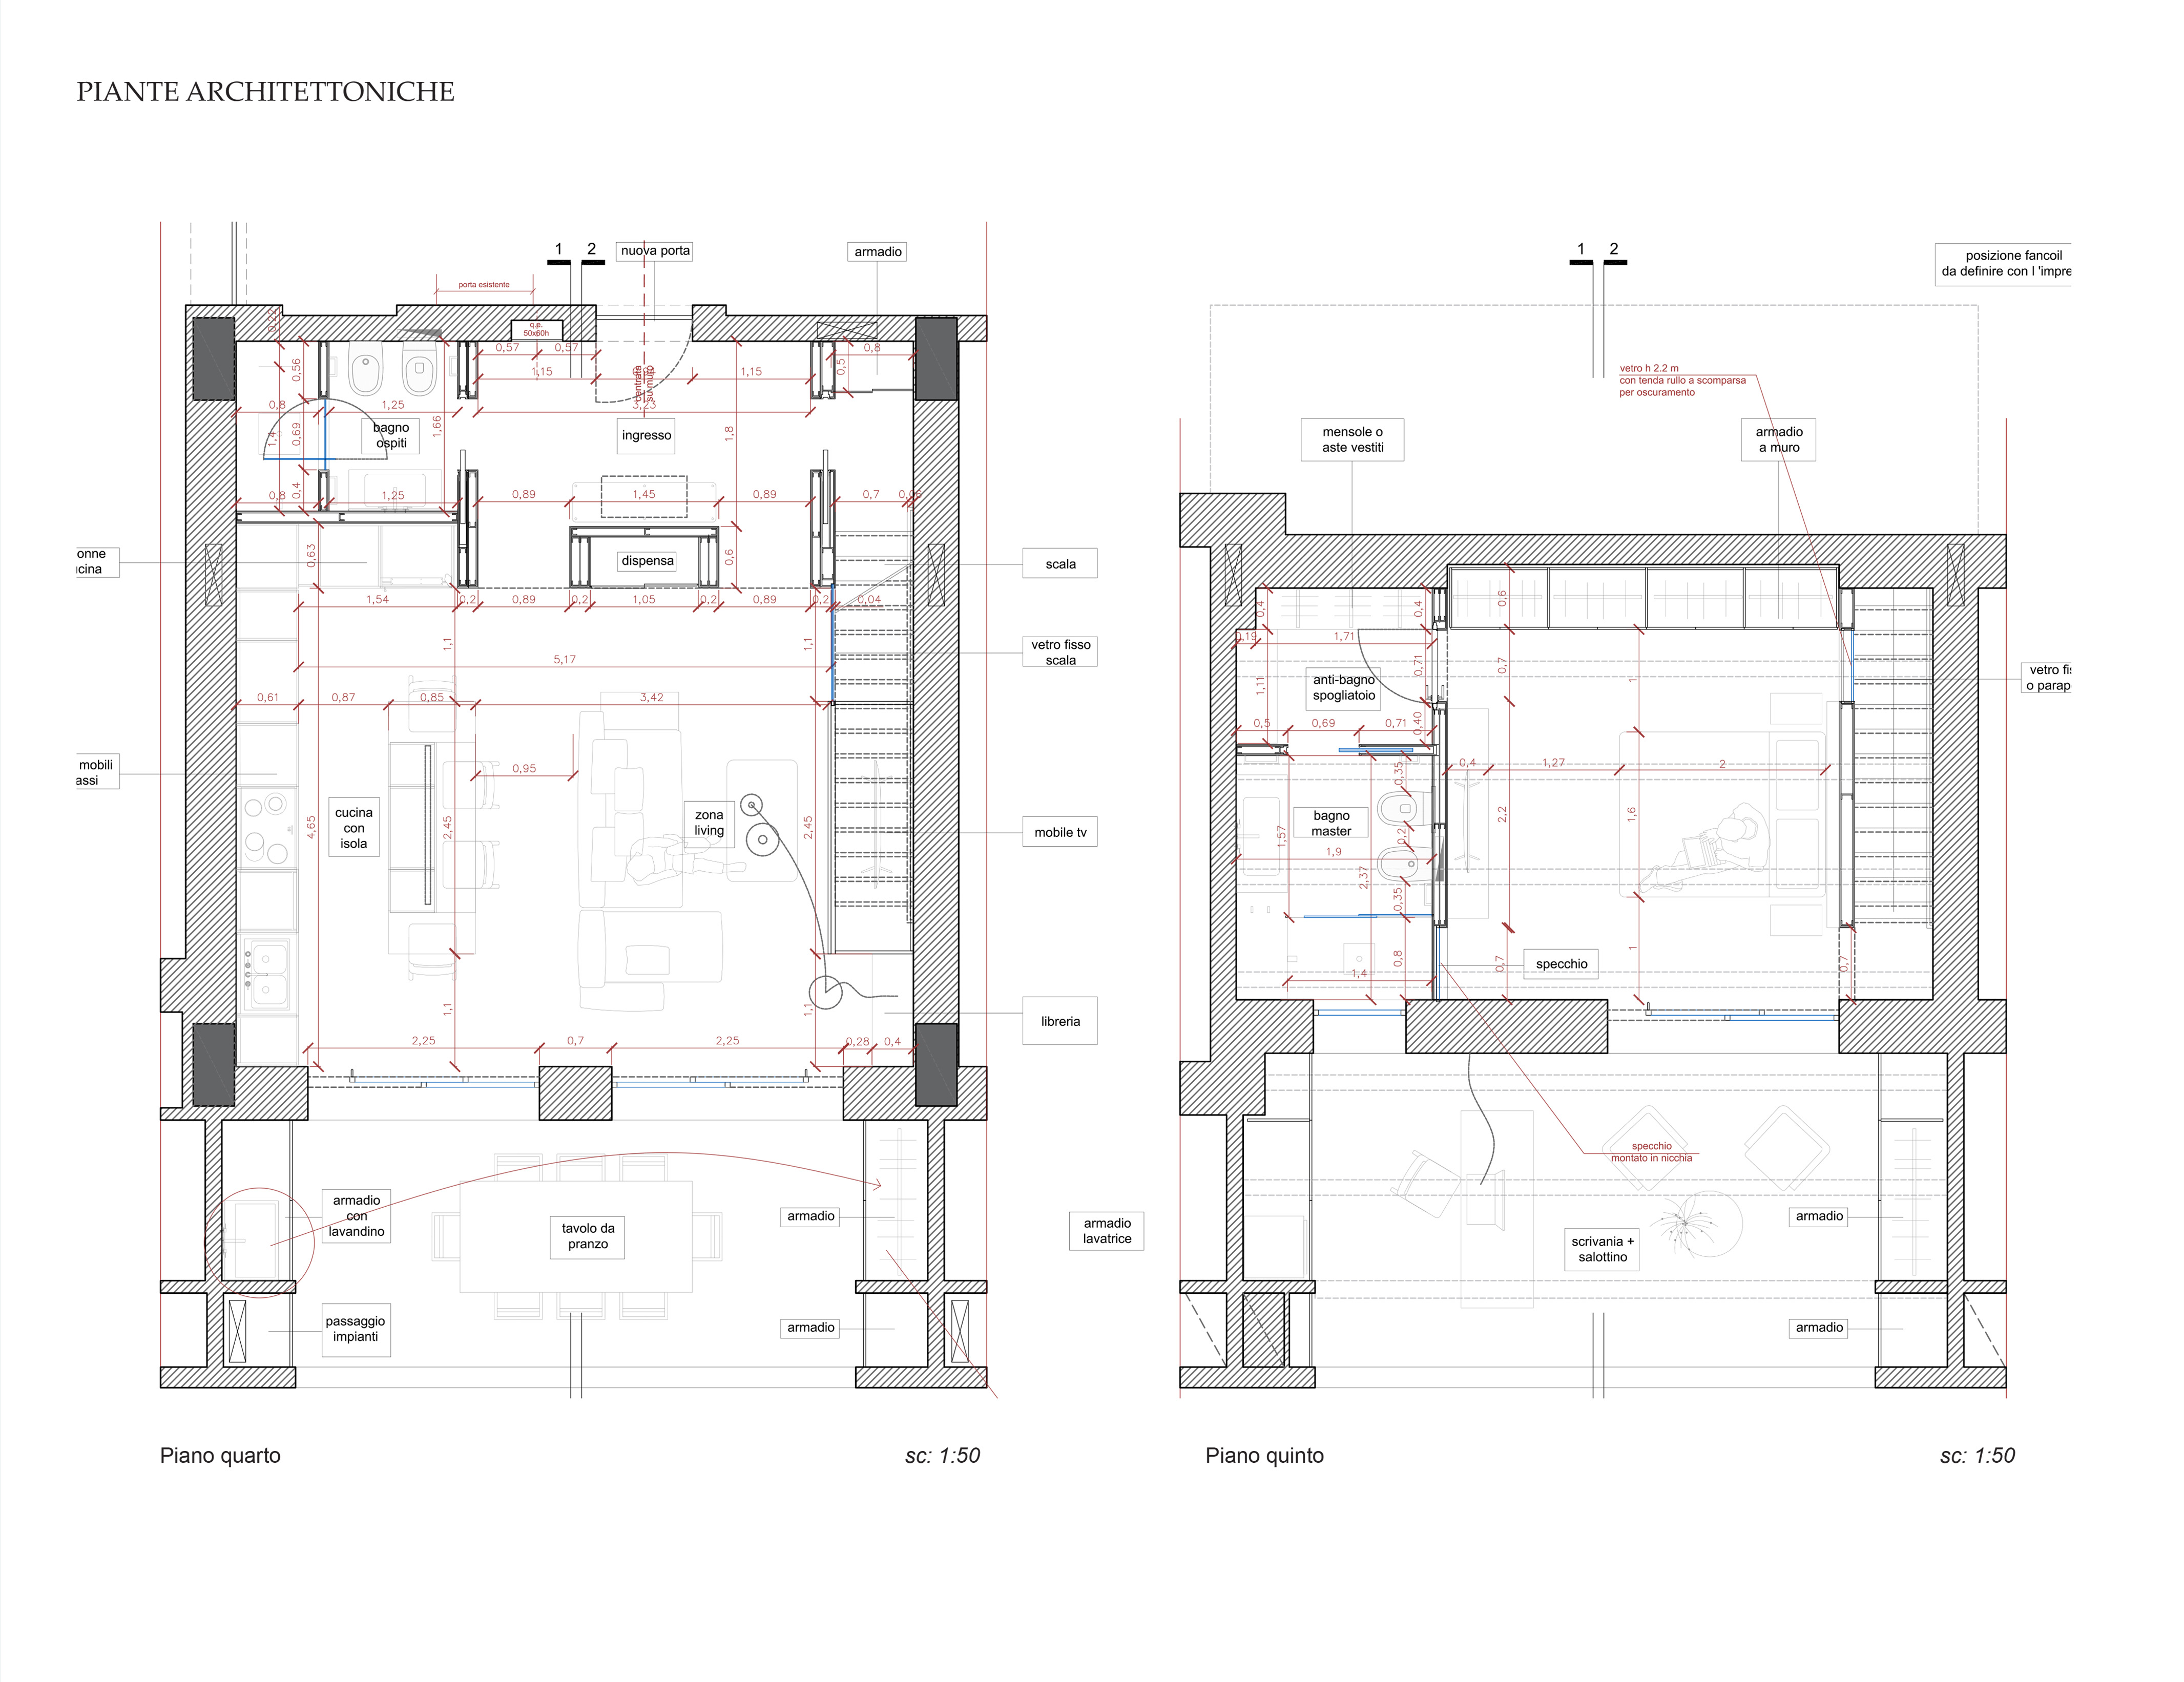 PIANTE ARCHITETTONICHE
1 2
nuova porta
armadio
porta esistente
q.e.
50x60h
0,22
0,57
0,57
0,8
0,56
0,5
1,15
1,15
centrata
sul muro
3,23
0,8
1,25
1,66
1,4
0,69
bagno
ospiti
ingresso
1,8
0,4
0,8
1,25
0,89
1,45
0,89
0,7
onne
cina
0,63
dispensa
0,6
scala
1,54
0,2
0,89
0,2
1,05
0,2
0,89
0,2
0,04
1,1
1,1
vetro fisso
scala
5,17
0,61
0,87
0,85
3,42
mobili
assi
0,95
cucina
con
isola
4,65
2,45
zona
living
2,45
mobile tv
1,1
1,1
libreria
2,25
0,7
2,25
0,28
0,4
armadio
con
lavandino
tavolo da
pranzo
armadio
passaggio
impianti
armadio
armadio
lavatrice
Piano quarto
sc: 1:50
1 2
posizione fancoil
da definire con l 'impre
vetro h 2.2 m
con tenda rullo a scomparsa
per oscuramento
mensole o
aste vestiti
armadio
a muro
0,4
0,4
0,6
0,19
1,71
0,71
0,7
1
anti-bagno
spogliatoio
1,11
vetro fis
o parap
0,5
0,69
0,71
0,40
0,35
0,4
1,27
2
bagno
master
1,57
0,2
2,2
1,6
1,9
2,37
0,35
0,8
1,4
0,7
specchio
1
0,7
specchio
montato in nicchia
scrivania +
salottino
armadio
armadio
Piano quinto
sc: 1:50